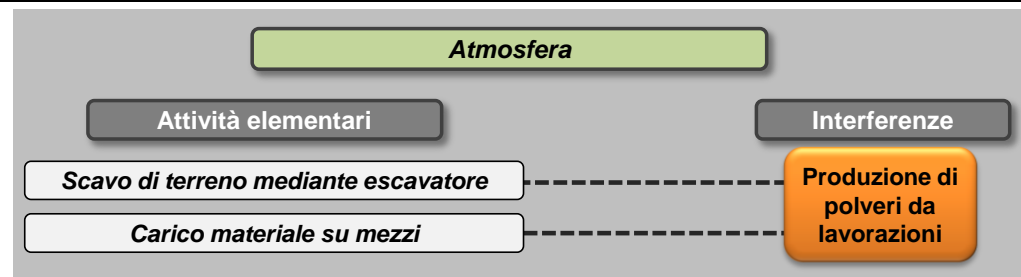 Atmosfera
Attività elementari
Interferenze
Scavo di terreno mediante escavatore
Carico materiale su mezzi
Produzione di
polveri da
lavorazioni